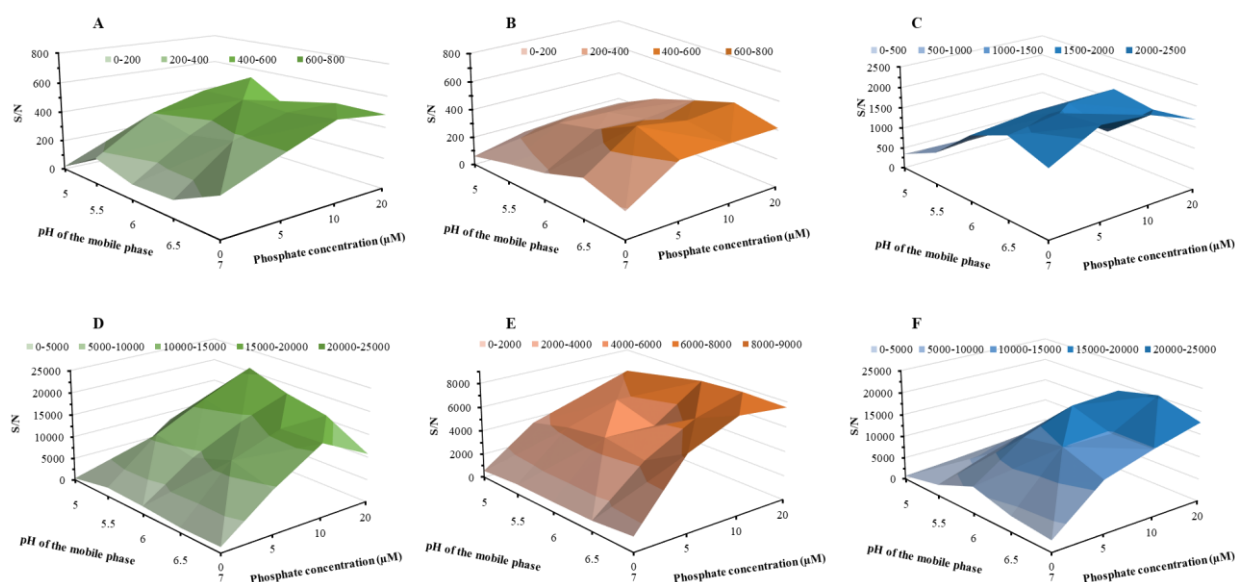 A
0-200 200-400 400-600 600-800
800
600
400
200
0
S/N
5
5.5
6
6.5
7
pH of the mobile phase
0
5
10
20
Phosphate concentration (µM)
B
0-200 200-400 400-600 600-800
800
600
400
200
0
S/N
5
5.5
6
6.5
7
pH of the mobile phase
0
5
10
20
Phosphate concentration (µM)
C
0-500 500-1000 1000-1500 1500-2000 2000-2500
2500
2000
1500
1000
500
0
S/N
5
5.5
6
6.5
7
pH of the mobile phase
0
5
10
20
Phosphate concentration (µM)
D
0-5000 5000-10000 10000-15000 15000-20000 20000-25000
25000
20000
15000
10000
5000
0
S/N
5
5.5
6
6.5
7
pH of the mobile phase
0
5
10
20
Phosphate concentration (µM)
E
0-2000 2000-4000 4000-6000 6000-8000 8000-9000
8000
6000
4000
2000
0
S/N
5
5.5
6
6.5
7
pH of the mobile phase
0
5
10
20
Phosphate concentration (µM)
F
0-5000 5000-10000 10000-15000 15000-20000 20000-25000
25000
20000
15000
10000
5000
0
S/N
5
5.5
6
6.5
7
pH of the mobile phase
0
5
10
20
Phosphate concentration (µM)